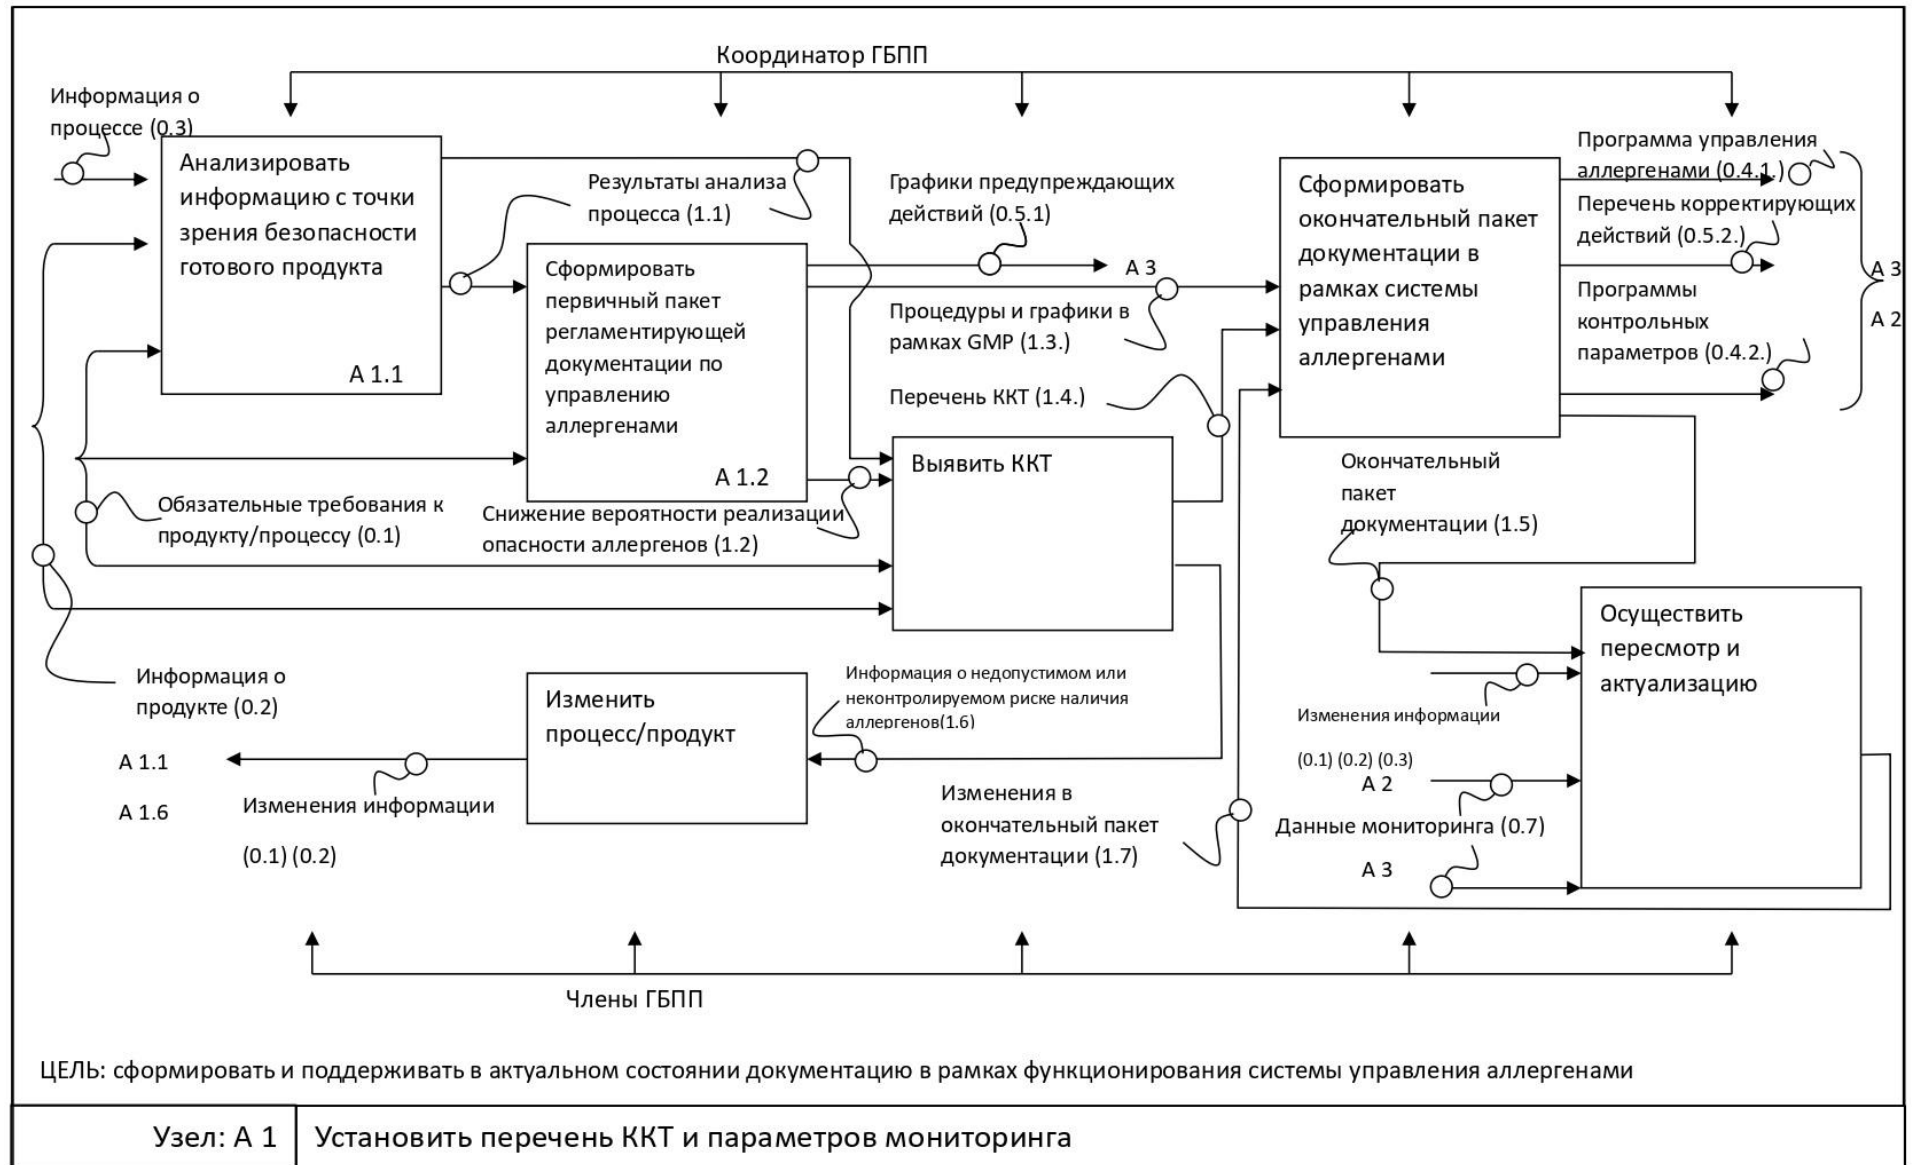 Координатор ГБПП
Информация о
процессе (0.3)
Анализировать
информацию с точки
зрения безопасности
готового продукта
А 1.1
Результаты анализа
процесса (1.1)
Сформировать
первичный пакет
регламентирующей
документации по
управлению
аллергенами
А 1.2
Графики предупреждающих
действий (0.5.1)
А 3
Процедуры и графики в
рамках GMP (1.3.)
Перечень ККТ (1.4.)
Сформировать
окончательный пакет
документации в
рамках системы
управления
аллергенами
Программа управления
аллергенами (0.4.1.)
Перечень корректирующих
действий (0.5.2.)
Программы
контрольных
параметров (0.4.2.)
А 3
А 2
Обязательные требования к
продукту/процессу (0.1)
Снижение вероятности реализации
опасности аллергенов (1.2)
Выявить ККТ
Окончательный
пакет
документации (1.5)
Осуществить
пересмотр и
актуализацию
Информация о
продукте (0.2)
Изменить
процесс/продукт
Информация о недопустимом или
неконтролируемом риске наличия
аллергенов(1.6)
Изменения информации
(0.1) (0.2) (0.3)
А 2
Данные мониторинга (0.7)
А 3
А 1.1
А 1.6
Изменения информации
(0.1) (0.2)
Изменения в
окончательный пакет
документации (1.7)
Члены ГБПП
ЦЕЛЬ: сформировать и поддерживать в актуальном состоянии документацию в рамках функционирования системы управления аллергенами
Узел: А 1
Установить перечень ККТ и параметров мониторинга